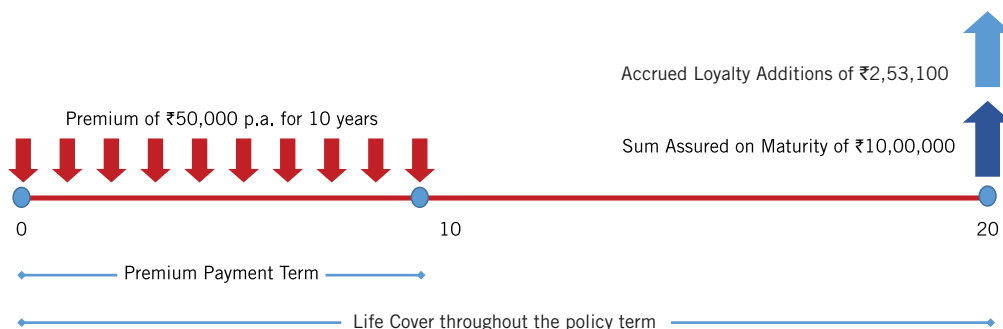 Accrued Loyalty Additions of ₹2,53,100
Premium of ₹50,000 p.a. for 10 years
Sum Assured on Maturity of ₹10,00,000
0
10
20
Premium Payment Term
Life Cover throughout the policy term